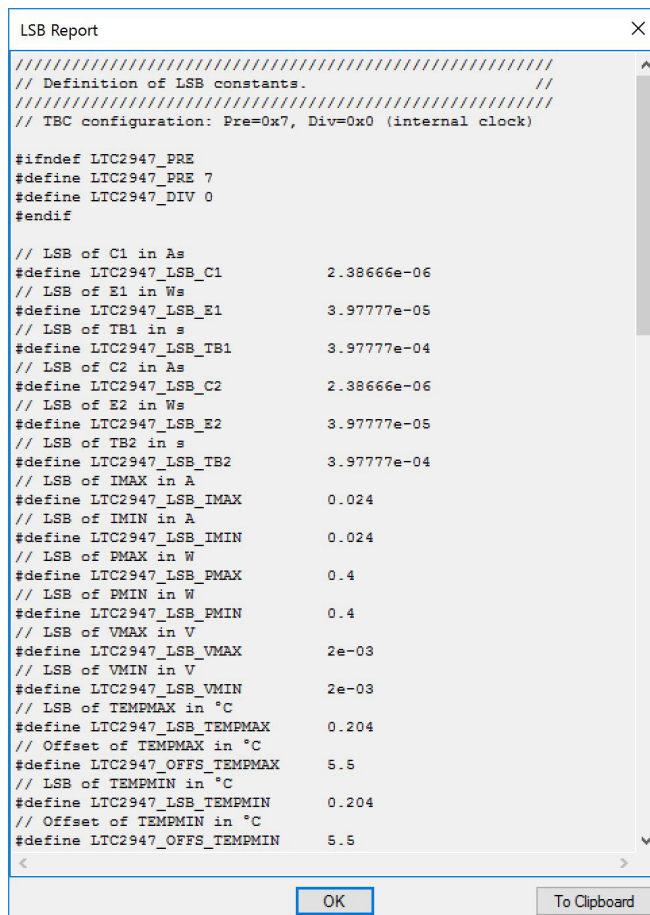 LSB Report
/////////////////////////////////////////////////////////
// Definition of LSB constants.                        //
/////////////////////////////////////////////////////////
// TBC configuration: Pre=0x7, Div=0x0 (internal clock)
#ifndef LTC2947_PRE
#define LTC2947_PRE 7
#define LTC2947_DIV 0
#endif
// LSB of C1 in As
#define LTC2947_LSB_C1           2.38666e-06
// LSB of E1 in Ws
#define LTC2947_LSB_E1           3.97777e-05
// LSB of TB1 in s
#define LTC2947_LSB_TB1          3.97777e-04
// LSB of C2 in As
#define LTC2947_LSB_C2           2.38666e-06
// LSB of E2 in Ws
#define LTC2947_LSB_E2           3.97777e-05
// LSB of TB2 in s
#define LTC2947_LSB_TB2          3.97777e-04
// LSB of IMAX in A
#define LTC2947_LSB_IMAX         0.024
// LSB of IMIN in A
#define LTC2947_LSB_IMIN         0.024
// LSB of PMAX in W
#define LTC2947_LSB_PMAX         0.4
// LSB of PMIN in W
#define LTC2947_LSB_PMIN         0.4
// LSB of VMAX in V
#define LTC2947_LSB_VMAX         2e-03
// LSB of VMIN in V
#define LTC2947_LSB_VMIN         2e-03
// LSB of TEMPMAX in °C
#define LTC2947_LSB_TEMPMAX      0.204
// Offset of TEMPMAX in °C
#define LTC2947_OFFS_TEMPMAX     5.5
// LSB of TEMPMIN in °C
#define LTC2947_LSB_TEMPMIN      0.204
// Offset of TEMPMIN in °C
#define LTC2947_OFFS_TEMPMIN     5.5
OK
To Clipboard